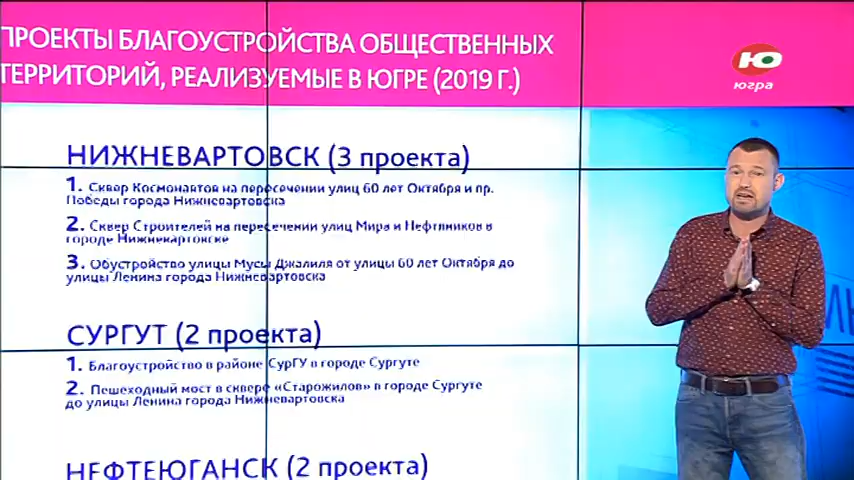 ПРОЕКТЫ БЛАГОУСТРОЙСТВА ОБЩЕСТВЕННЫХ
ТЕРРИТОРИЙ, РЕАЛИЗУЕМЫЕ В ЮГРЕ (2019 Г.)
Ю
югра
НИЖНЕВАРТОВСК (3 проекта)
1. Сквер Космонавтов на пересечении улиц 60 лет Октября и пр.
Победы города Нижневартовска
2. Сквер Строителей на пересечении улиц Мира и Нефтяников в
городе Нижневартовске
3. Обустройство улицы Мусы Джалиля от улицы 60 лет Октября до
улицы Ленина города Нижневартовска
СУРГУТ (2 проекта)
1. Благоустройство в районе СурГУ в городе Сургуте
2. Пешеходный мост в сквере «Старожилов» в городе Сургуте
до улицы Ленина города Нижневартовска
НЕФТЕЮГАНСК (2 проекта)